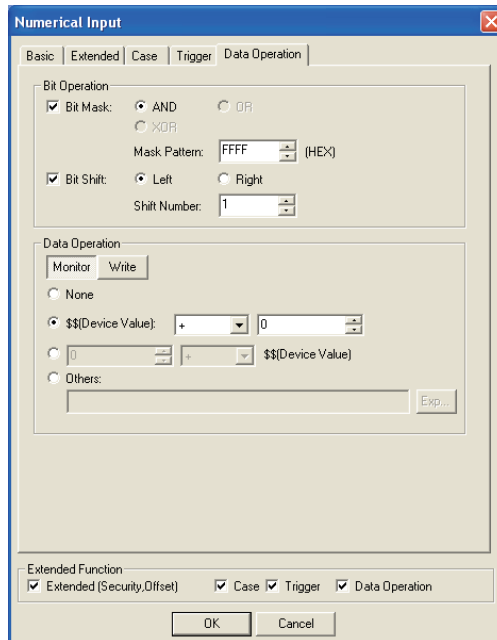 Numerical Input
Basic Extended Case Trigger Data Operation
Bit Operation
Bit Mask: AND OR
XOR
Mask Pattern: FFFF (HEX)
Bit Shift: Left Right
Shift Number: 1
Data Operation
Monitor Write
None
$$(Device Value): + 0
0 + $$(Device Value)
Others:
Exp...
Extended Function
Extended (Security,Offset) Case Trigger Data Operation
OK Cancel